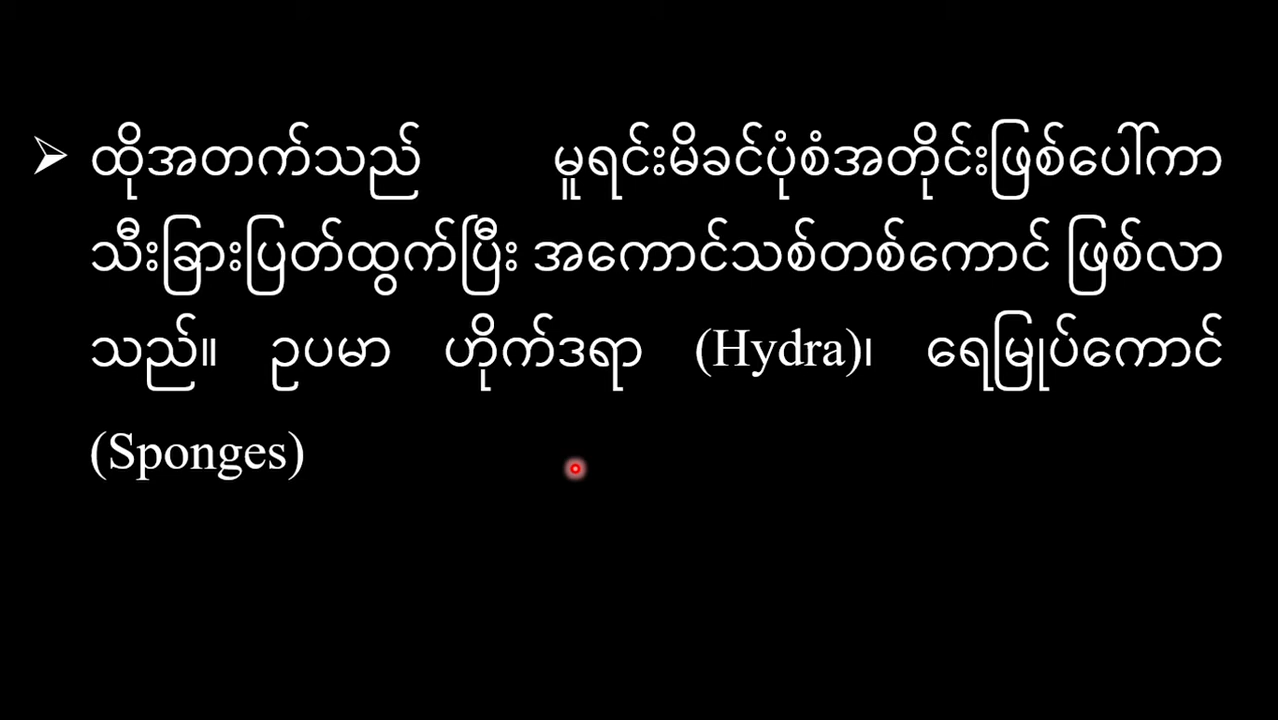 ➢ ထိုအတက်သည် မူရင်းမိခင်ပုံစံအတိုင်းဖြစ်ပေါ်ကာ
သီးခြားပြတ်ထွက်ပြီး အကောင်သစ်တစ်ကောင် ဖြစ်လာ
သည်။ ဥပမာ ဟိုက်ဒရာ (Hydra)၊ ရေမြှုပ်ကောင်
(Sponges)